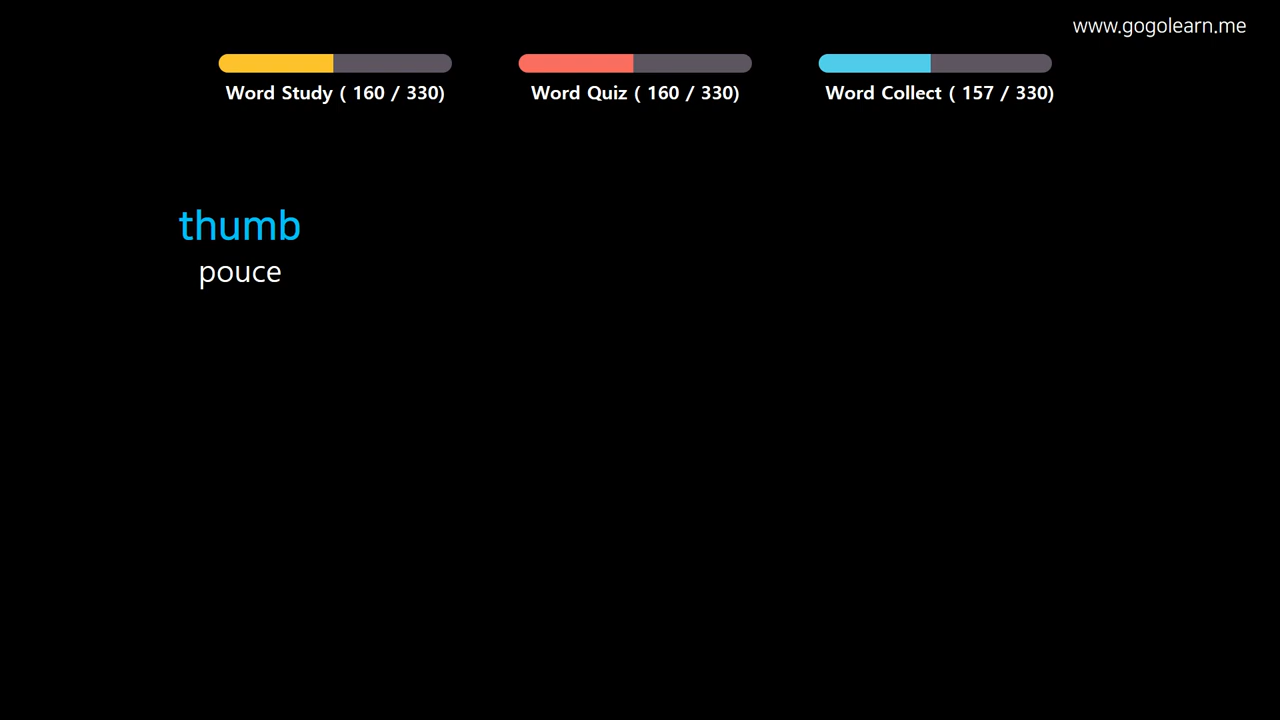 www.gogolearn.me
Word Study ( 160 / 330)
Word Quiz ( 160 / 330)
Word Collect ( 157 / 330)
thumb
pouce